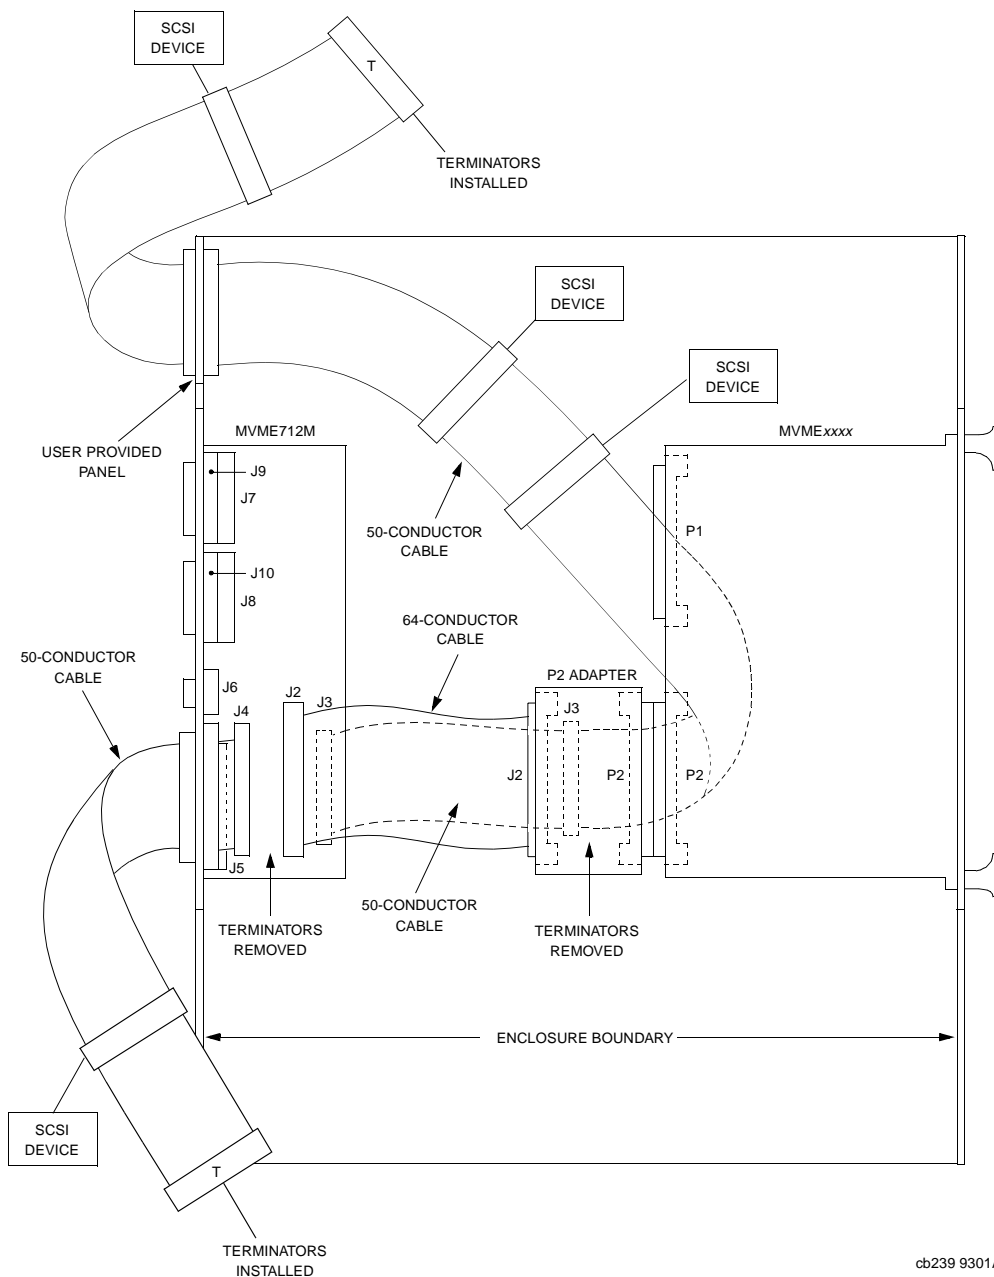 SCSI
DEVICE
T
TERMINATORS
INSTALLED
SCSI
DEVICE
SCSI
DEVICE
USER PROVIDED
PANEL
MVME712M
MVMExxxx
J9
J7
50-CONDUCTOR
CABLE
P1
J10
J8
64-CONDUCTOR
CABLE
50-CONDUCTOR
CABLE
P2 ADAPTER
J6
J2
J3
J4
J3
J2
P2
P2
J5
50-CONDUCTOR
CABLE
TERMINATORS
REMOVED
TERMINATORS
REMOVED
ENCLOSURE BOUNDARY
SCSI
DEVICE
T
TERMINATORS
INSTALLED
cb239 9301